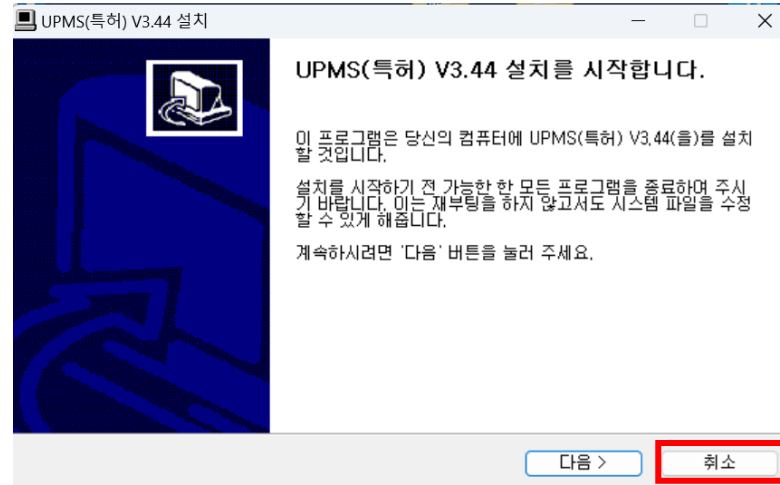 UPMS(특허) V3.44 설치
UPMS(특허) V3.44 설치를 시작합니다.
이 프로그램은 당신의 컴퓨터에 UPMS(특허) V3.44(을)를 설치
할 것입니다.
설치를 시작하기 전 가능한 한 모든 프로그램을 종료하여 주시
기 바랍니다. 이는 재부팅을 하지 않고서도 시스템 파일을 수정
할 수 있게 해줍니다.
계속하시려면 '다음' 버튼을 눌러 주세요.
다음 > 취소